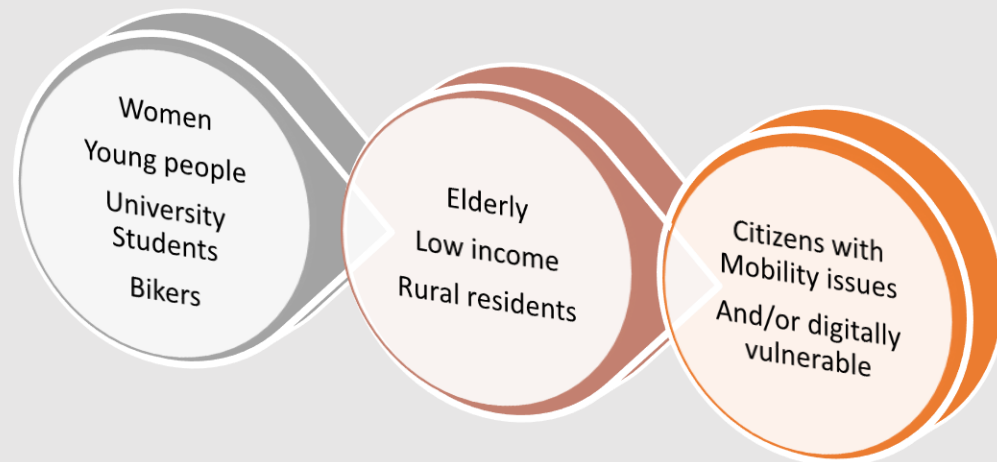 Women
Young people
University
Students
Bikers
Elderly
Low income
Rural residents
Citizens with
Mobility issues
And/or digitally
vulnerable